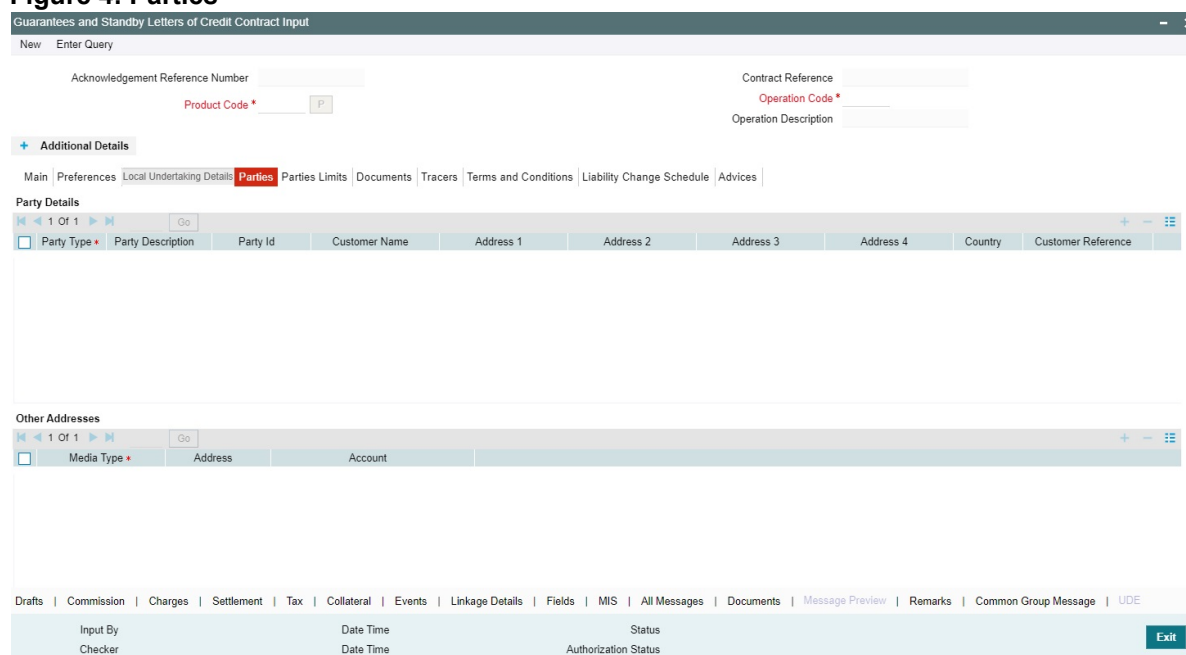 Figure 4: Parties
Guarantees and Standby Letters of Credit Contract Input
New Enter Query
Acknowledgement Reference Number Contract Reference
Product Code * P Operation Code *
Operation Description
+ Additional Details
Main Preferences Local Undertaking Details Parties Parties Limits Documents Tracers Terms and Conditions Liability Change Schedule Advices
Party Details
1 Of 1 Go
Party Type * Party Description Party Id Customer Name Address 1 Address 2 Address 3 Address 4 Country Customer Reference
Other Addresses
1 Of 1 Go
Media Type * Address Account
Drafts | Commission | Charges | Settlement | Tax | Collateral | Events | Linkage Details | Fields | MIS | All Messages | Documents | Message Preview | Remarks | Common Group Message | UDE
Input By Date Time Status
Checker Date Time Authorization Status
Exit